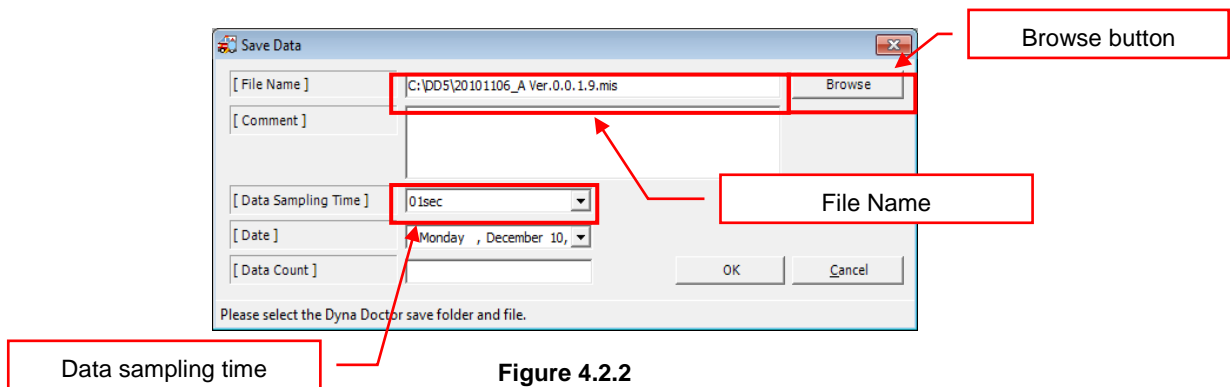 Browse button
Save Data
[ File Name ]
C:\DD5\20101106_A Ver.0.0.1.9.mis
Browse
[ Comment ]
File Name
[ Data Sampling Time ]
01sec
[ Date ]
Monday , December 10,
[ Data Count ]
OK
Cancel
Please select the Dyna Doctor save folder and file.
Data sampling time
Figure 4.2.2